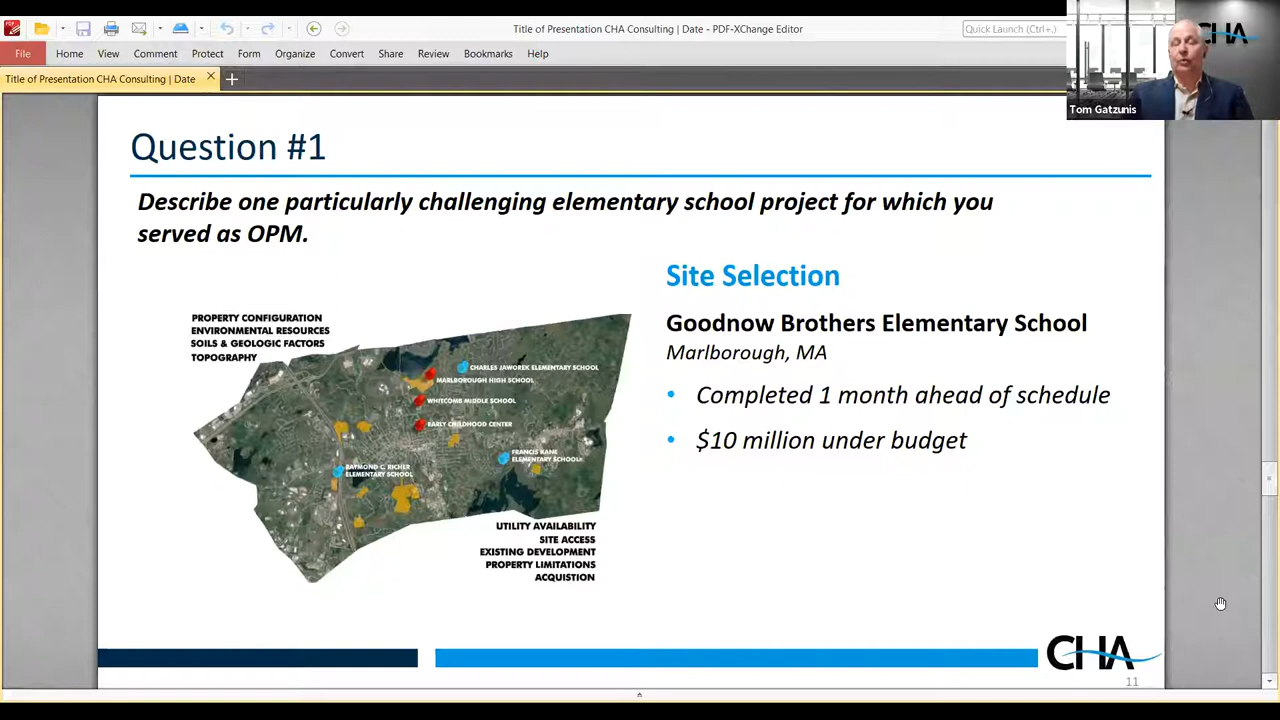 Title of Presentation CHA Consulting | Date - PDF-XChange Editor
Quick Launch (Ctrl+.)
File Home View Comment Protect Form Organize Convert Share Review Bookmarks Help
Title of Presentation CHA Consulting | Date
CHA
Tom Gatzunis
Question #1
Describe one particularly challenging elementary school project for which you
served as OPM.
PROPERTY CONFIGURATION
ENVIRONMENTAL RESOURCES
SOILS & GEOLOGIC FACTORS
TOPOGRAPHY
CHARLES JAWOREK ELEMENTARY SCHOOL
MARLBOROUGH HIGH SCHOOL
WHITCOMB MIDDLE SCHOOL
EARLY CHILDHOOD CENTER
FRANCIS KANE
ELEMENTARY SCHOOL
RAYMOND C. RICHER
ELEMENTARY SCHOOL
UTILITY AVAILABILITY
SITE ACCESS
EXISTING DEVELOPMENT
PROPERTY LIMITATIONS
ACQUISTION
Site Selection
Goodnow Brothers Elementary School
Marlborough, MA
• Completed 1 month ahead of schedule
• $10 million under budget
CHA
11